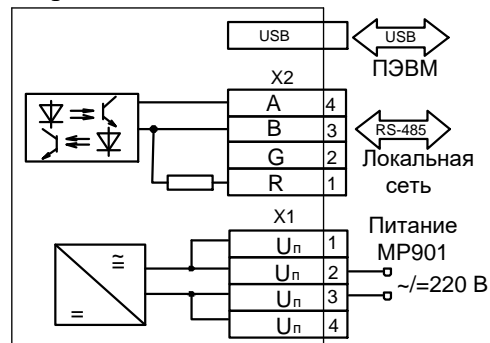 USB USB
ПЭВМ
X2
A 4
B 3 RS-485
G 2 Локальная
R 1 сеть
X1
Uп 1 Питание
Uп 2 МР901
Uп 3 ~/=220 В
Uп 4